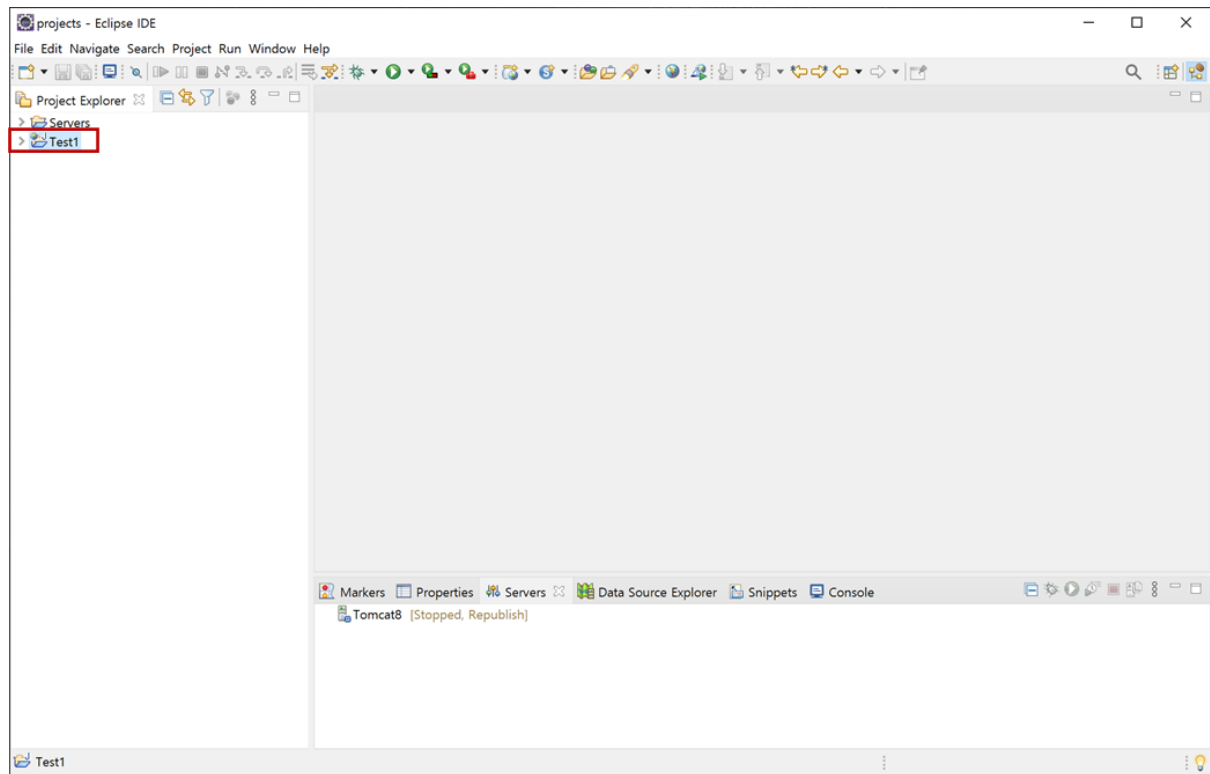 projects - Eclipse IDE
File Edit Navigate Search Project Run Window Help
Project Explorer
Servers
Test1
Markers Properties Servers Data Source Explorer Snippets Console
Tomcat8 [Stopped, Republish]
Test1